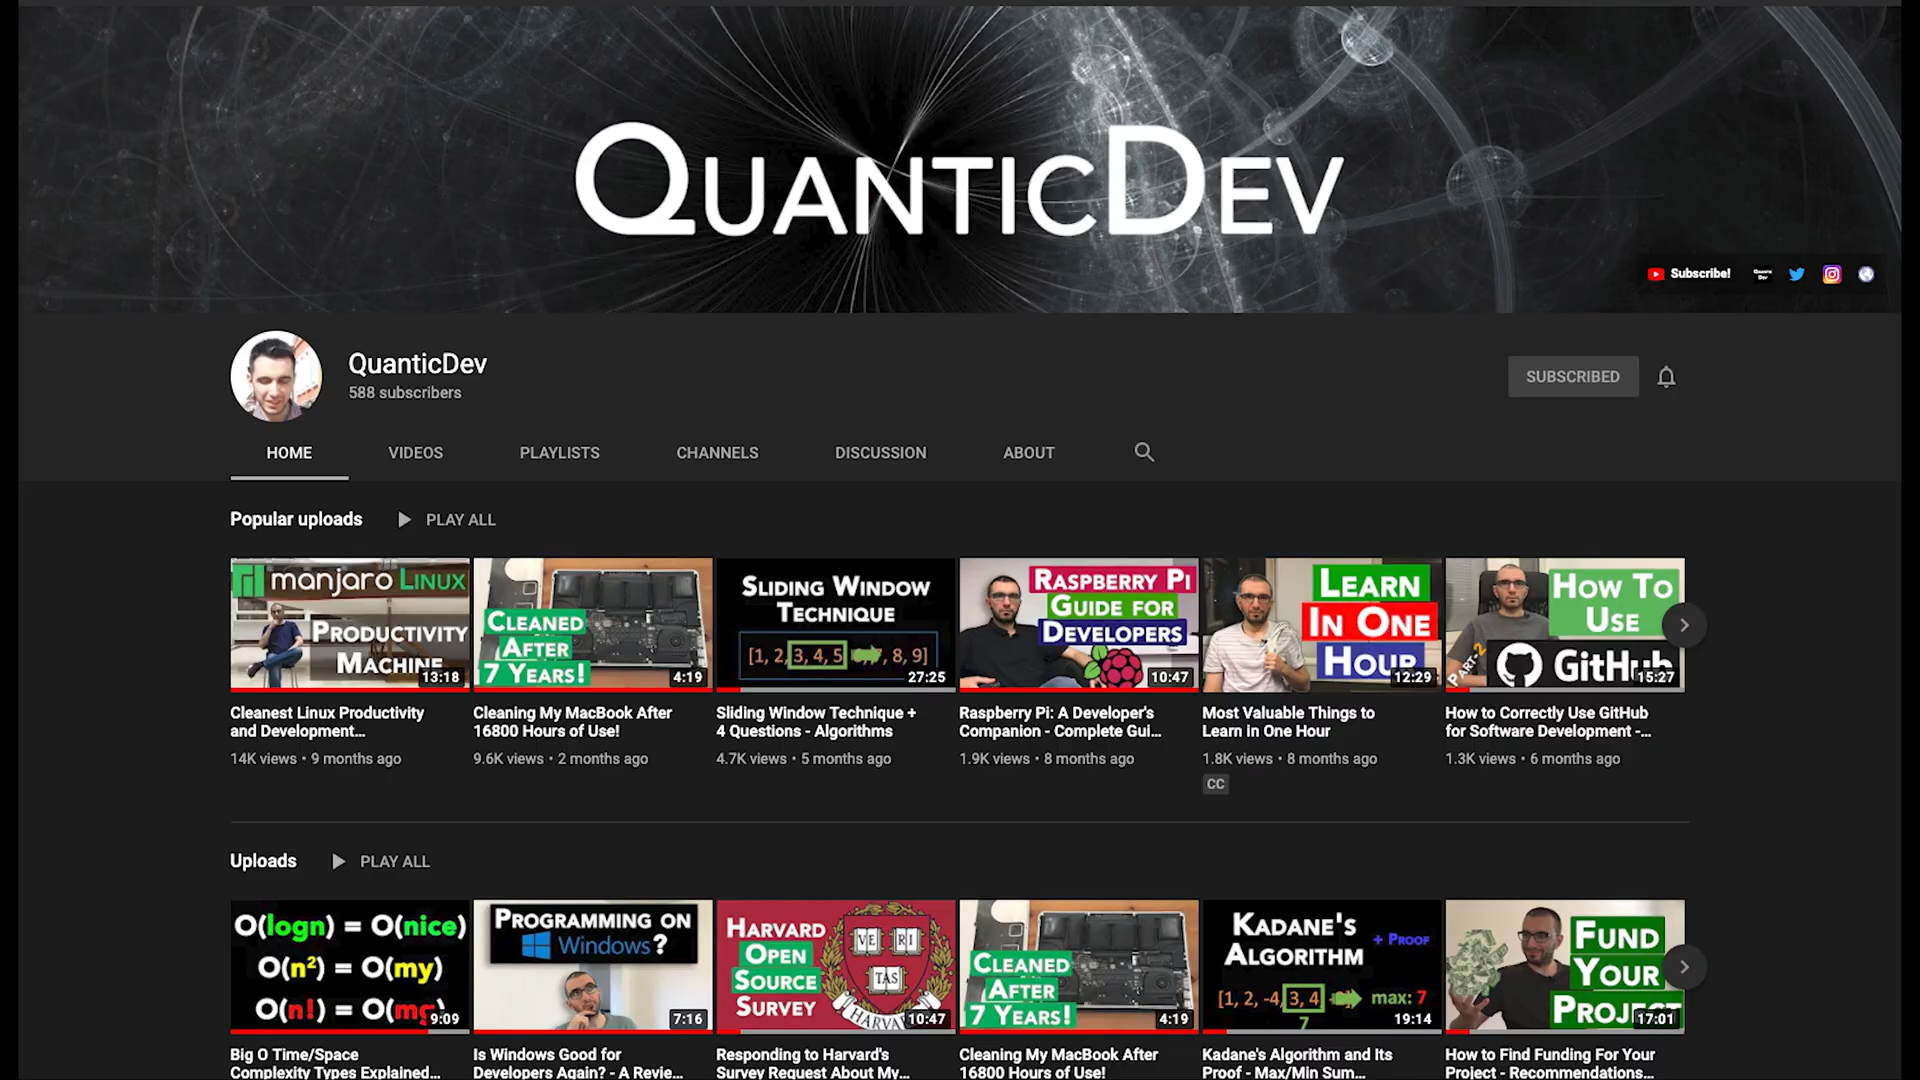 QUANTICDEV
Subscribe!
QuanticDev
588 subscribers
SUBSCRIBED
HOME VIDEOS PLAYLISTS CHANNELS DISCUSSION ABOUT
Popular uploads PLAY ALL
manjaro LINUX
PRODUCTIVITY
MACHINE
13:18
CLEANED
AFTER
7 YEARS!
4:19
SLIDING WINDOW
TECHNIQUE
[1, 2, 3, 4, 5 , 8, 9]
27:25
RASPBERRY PI
GUIDE FOR
DEVELOPERS
10:47
LEARN
IN ONE
HOUR
12:29
HOW TO
USE
PART-2
GitHub
15:27
Cleanest Linux Productivity
and Development...
14K views • 9 months ago
Cleaning My MacBook After
16800 Hours of Use!
9.6K views • 2 months ago
Sliding Window Technique +
4 Questions - Algorithms
4.7K views • 5 months ago
Raspberry Pi: A Developer's
Companion - Complete Gui...
1.9K views • 8 months ago
Most Valuable Things to
Learn in One Hour
1.8K views • 8 months ago
CC
How to Correctly Use GitHub
for Software Development -...
1.3K views • 6 months ago
Uploads PLAY ALL
O(logn) = O(nice)
O(n²) = O(my)
O(n!) = O(mg)
9:09
PROGRAMMING ON
Windows?
7:16
HARVARD
OPEN
SOURCE
SURVEY
VE RI
TAS
HARVA
10:47
CLEANED
AFTER
7 YEARS!
4:19
KADANE'S
ALGORITHM
+ PROOF
[1, 2, -4, 3, 4 ] max: 7
7
19:14
FUND
YOUR
PROJECT
17:01
Big O Time/Space
Complexity Types Explained...
Is Windows Good for
Developers Again? - A Revie...
Responding to Harvard's
Survey Request About My...
Cleaning My MacBook After
16800 Hours of Use!
Kadane's Algorithm and Its
Proof - Max/Min Sum...
How to Find Funding For Your
Project - Recommendations...